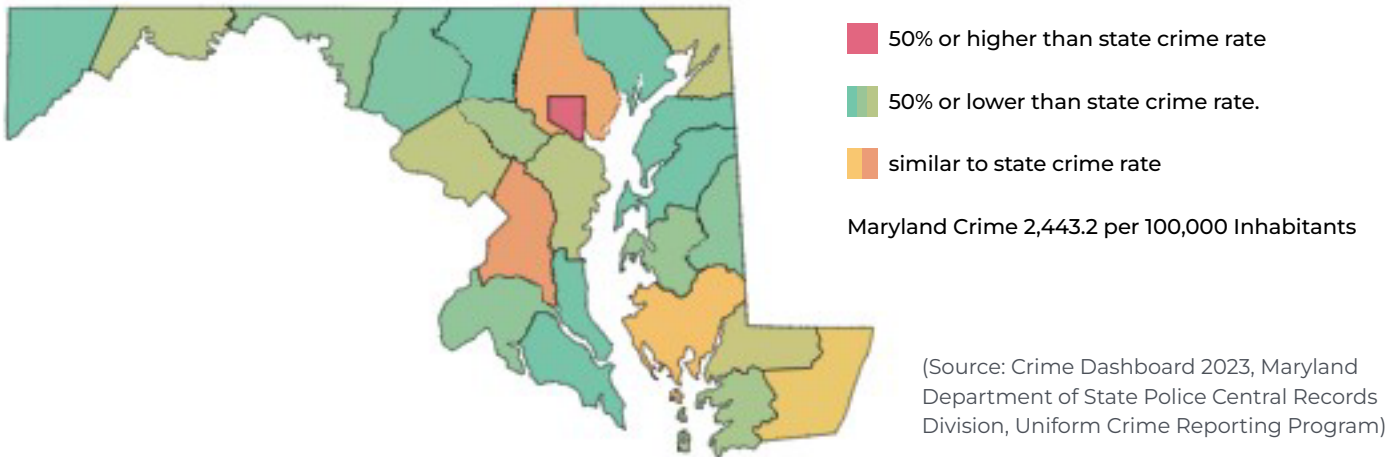 50% or higher than state crime rate
50% or lower than state crime rate.
similar to state crime rate
Maryland Crime 2,443.2 per 100,000 Inhabitants
(Source: Crime Dashboard 2023, Maryland
Department of State Police Central Records
Division, Uniform Crime Reporting Program)